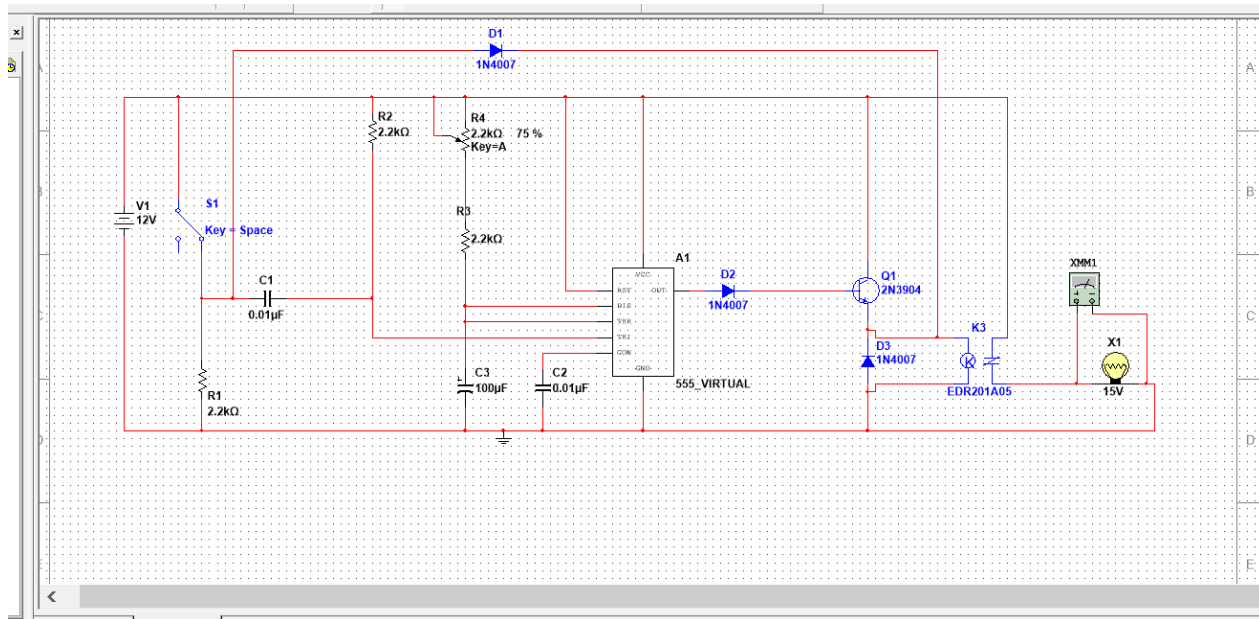 D1
1N4007
A
A
R2
2.2kΩ
R4
2.2kΩ 75 %
Key=A
B
V1
12V
S1
Key = Space
R3
2.2kΩ
C1
0.01µF
A1
VCC
RST
OUT
DIS
THR
TRI
CON
GND
555_VIRTUAL
D2
1N4007
Q1
2N3904
XMM1
K3
K
EDR201A05
D3
1N4007
X1
15V
R1
2.2kΩ
C3
100µF
C2
0.01µF
B
C
D
E